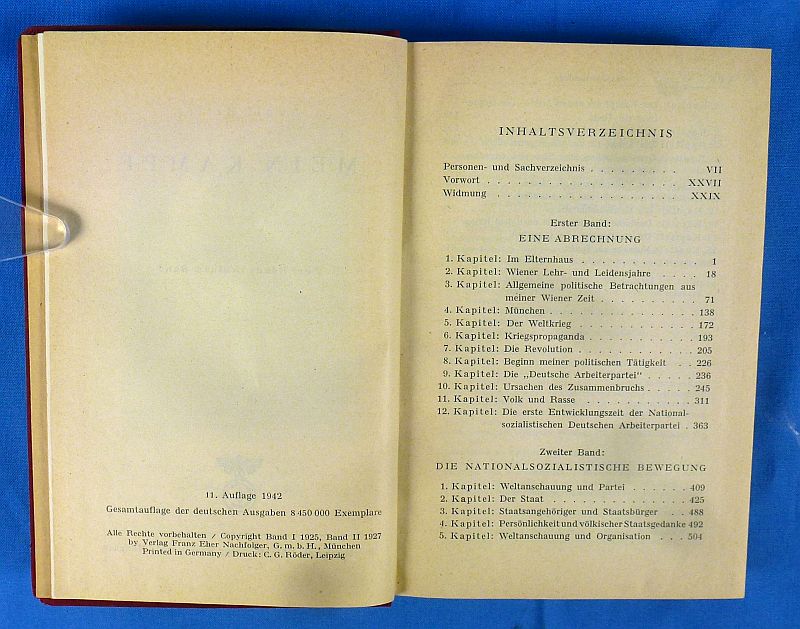 11. Auflage 1942
Gesamtauflage der deutschen Ausgaben 8 450 000 Exemplare
Alle Rechte vorbehalten / Copyright Band I 1925, Band II 1927
by Verlag Franz Eher Nachfolger, G. m. b. H., München
Printed in Germany / Druck: C. G. Röder, Leipzig
INHALTSVERZEICHNIS
Personen- und Sachverzeichnis . . . . . . . . . VII
Vorwort . . . . . . . . . . . . . . . . XXVII
Widmung . . . . . . . . . . . . . . . . XXIX
Erster Band:
EINE ABRECHNUNG
1. Kapitel: Im Elternhaus . . . . . . . . . . . 1
2. Kapitel: Wiener Lehr- und Leidensjahre . . . . 18
3. Kapitel: Allgemeine politische Betrachtungen aus
meiner Wiener Zeit . . . . . . . . . 71
4. Kapitel: München . . . . . . . . . . . . 138
5. Kapitel: Der Weltkrieg . . . . . . . . . . 172
6. Kapitel: Kriegspropaganda . . . . . . . . . 193
7. Kapitel: Die Revolution . . . . . . . . . . 205
8. Kapitel: Beginn meiner politischen Tätigkeit . . 226
9. Kapitel: Die „Deutsche Arbeiterpartei“ . . . . . 236
10. Kapitel: Ursachen des Zusammenbruchs . . . . 245
11. Kapitel: Volk und Rasse . . . . . . . . . . 311
12. Kapitel: Die erste Entwicklungszeit der National-
sozialistischen Deutschen Arbeiterpartei . 363
Zweiter Band:
DIE NATIONALSOZIALISTISCHE BEWEGUNG
1. Kapitel: Weltanschauung und Partei . . . . . 409
2. Kapitel: Der Staat . . . . . . . . . . . . 425
3. Kapitel: Staatsangehöriger und Staatsbürger . . . 488
4. Kapitel: Persönlichkeit und völkischer Staatsgedanke 492
5. Kapitel: Weltanschauung und Organisation . . . 504